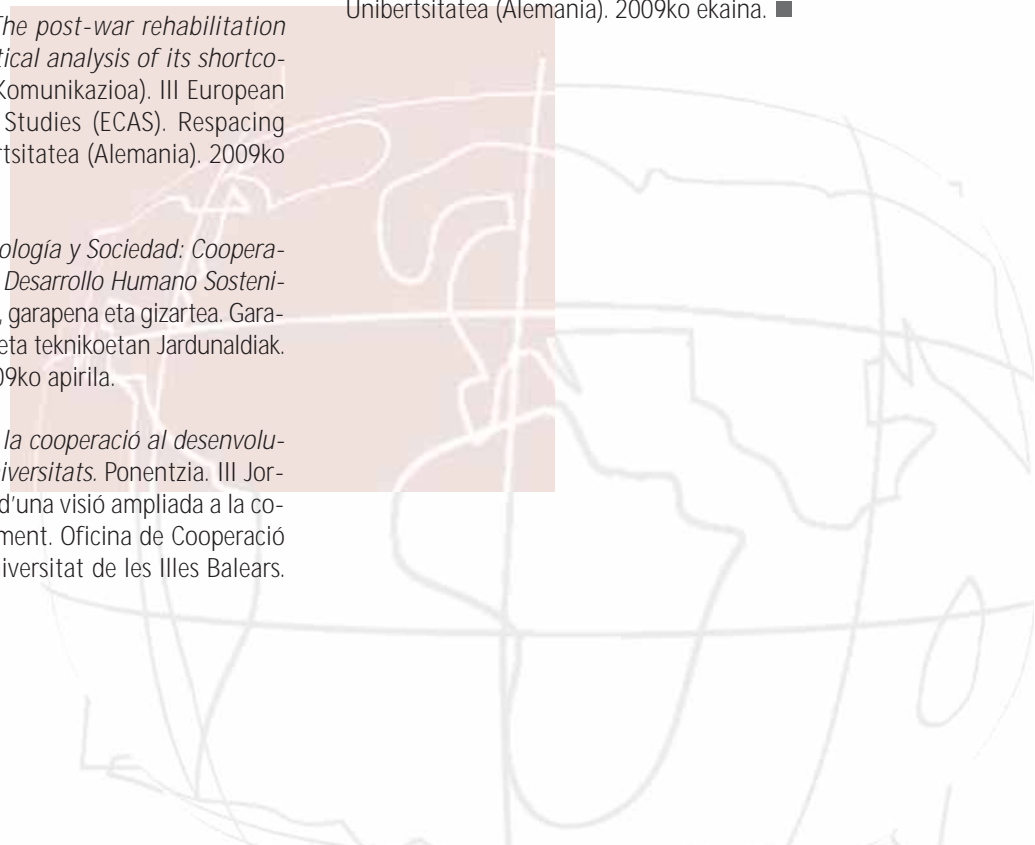 The post-war rehabilitation
tical analysis of its shortco-
Komunikazioa). III European
Studies (ECAS). Respacing
rtsitatea (Alemania). 2009ko
ología y Sociedad: Coopera-
Desarrollo Humano Sosteni-
, garapena eta gizartea. Gara-
eta teknikoetan Jardunaldiak.
09ko apirila.
la cooperació al desenvolu-
iversitats. Ponentzia. III Jor-
d'una visió ampliada a la co-
ment. Oficina de Cooperació
iversitat de les Illes Balears.
Unibertsitatea (Alemania). 2009ko ekaina. ■